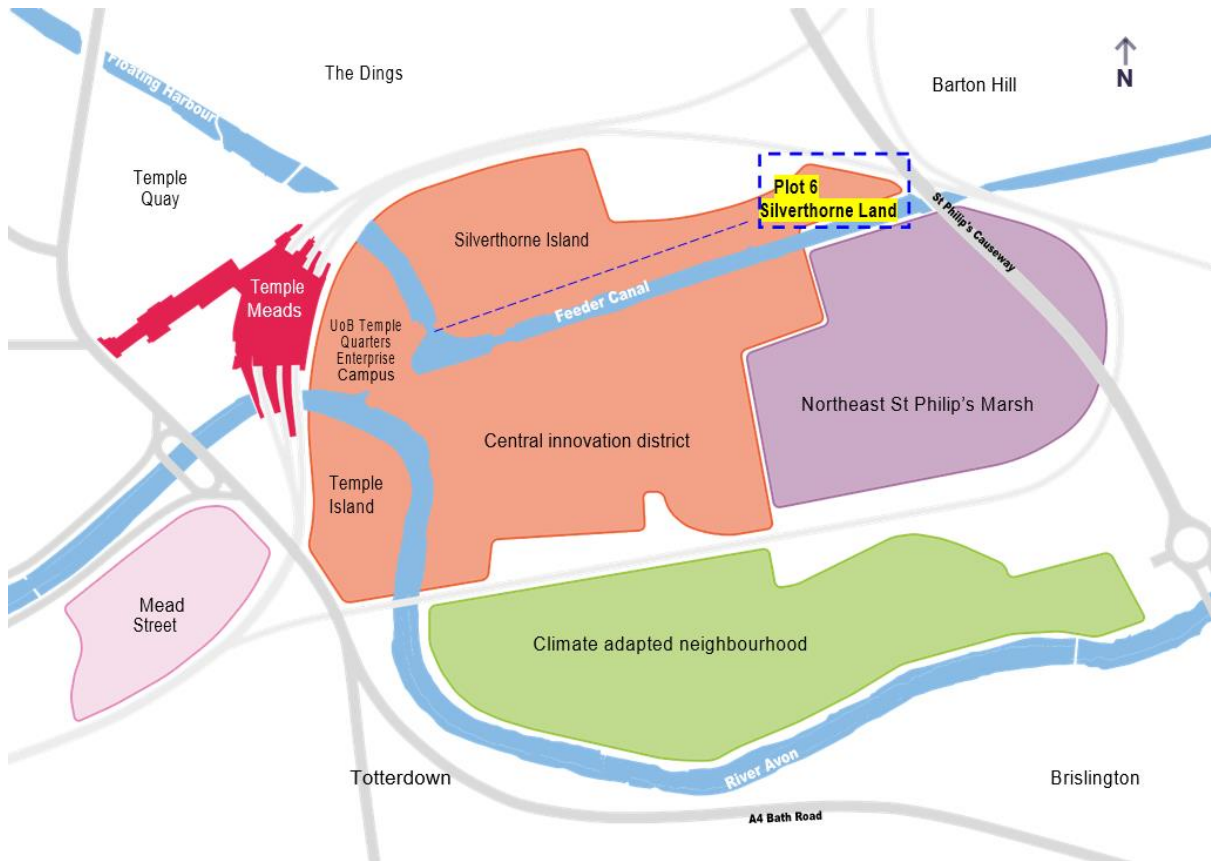 The Dings
Barton Hill
N
Floating Harbour
Temple
Quay
Plot 6
Silverthorne Land
St Philip's Causeway
Silverthorne Island
Temple
Meads
Feeder Canal
UoB Temple
Quarters
Enterprise
Campus
Northeast St Philip's Marsh
Central innovation district
Temple
Island
Mead
Street
Climate adapted neighbourhood
River Avon
Totterdown
Brislington
A4 Bath Road